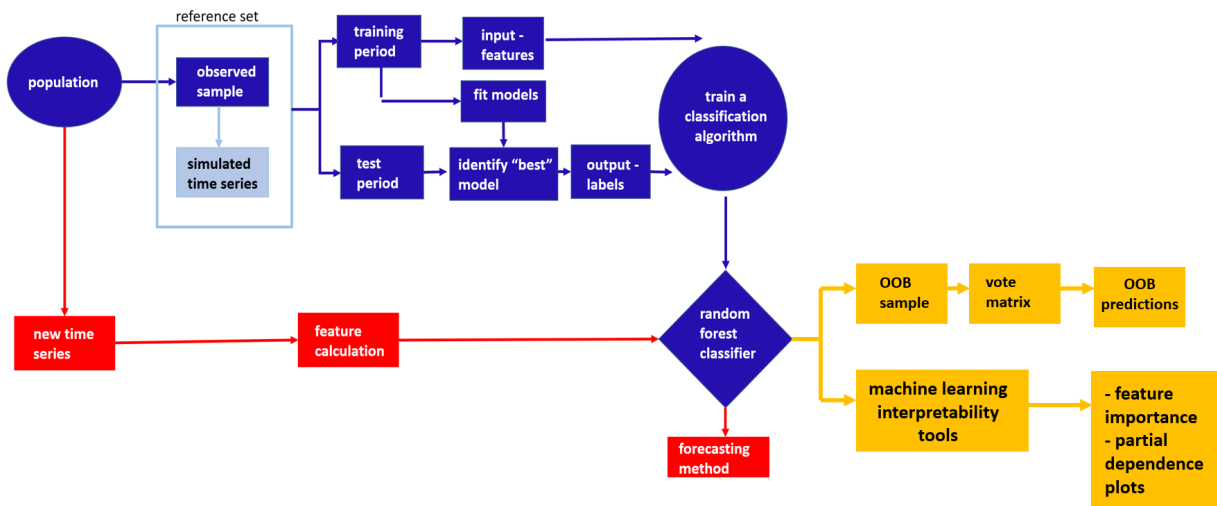 reference set
population
observed
sample
simulated
time series
training
period
input -
features
fit models
test
period
identify “best”
model
output -
labels
train a
classification
algorithm
new time
series
feature
calculation
random
forest
classifier
forecasting
method
OOB
sample
vote
matrix
OOB
predictions
machine learning
interpretability
tools
- feature
importance
- partial
dependence
plots